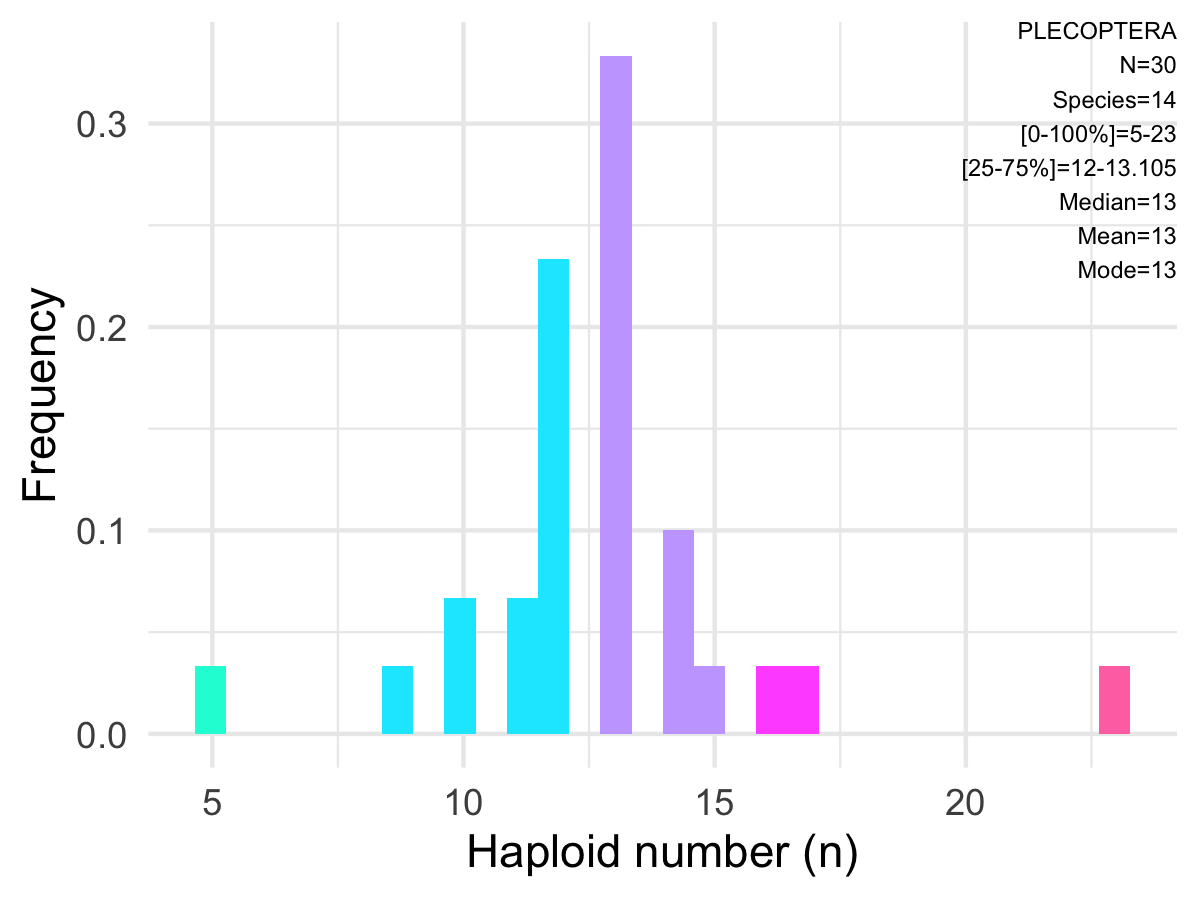 PLECOPTERA
N=30
Species=14
[0-100%]=5-23
[25-75%]=12-13.105
Median=13
Mean=13
Mode=13
Frequency
0.3
0.2
0.1
0.0
5 10 15 20
Haploid number (n)